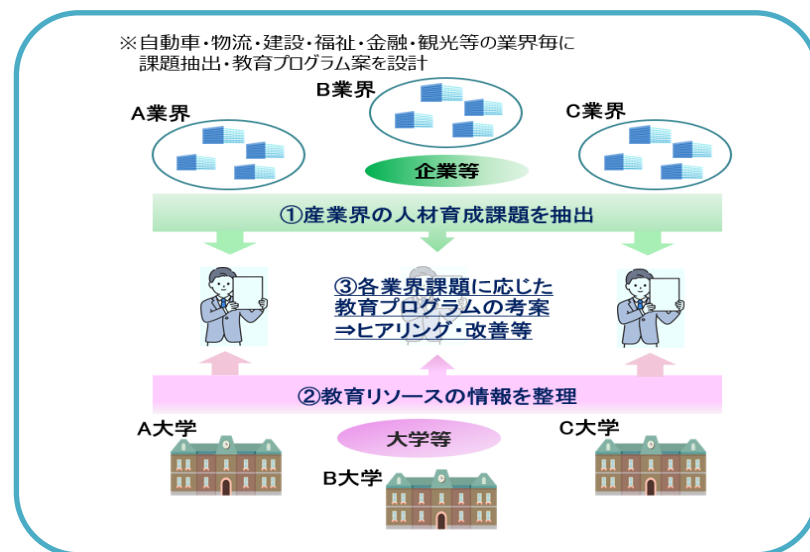 ※自動車・物流・建設・福祉・金融・観光等の業界毎に
課題抽出・教育プログラム案を設計
A業界
B業界
C業界
企業等
①産業界の人材育成課題を抽出
③各業界課題に応じた
教育プログラムの考案
⇒ヒアリング・改善等
②教育リソースの情報を整理
A大学
大学等
C大学
B大学